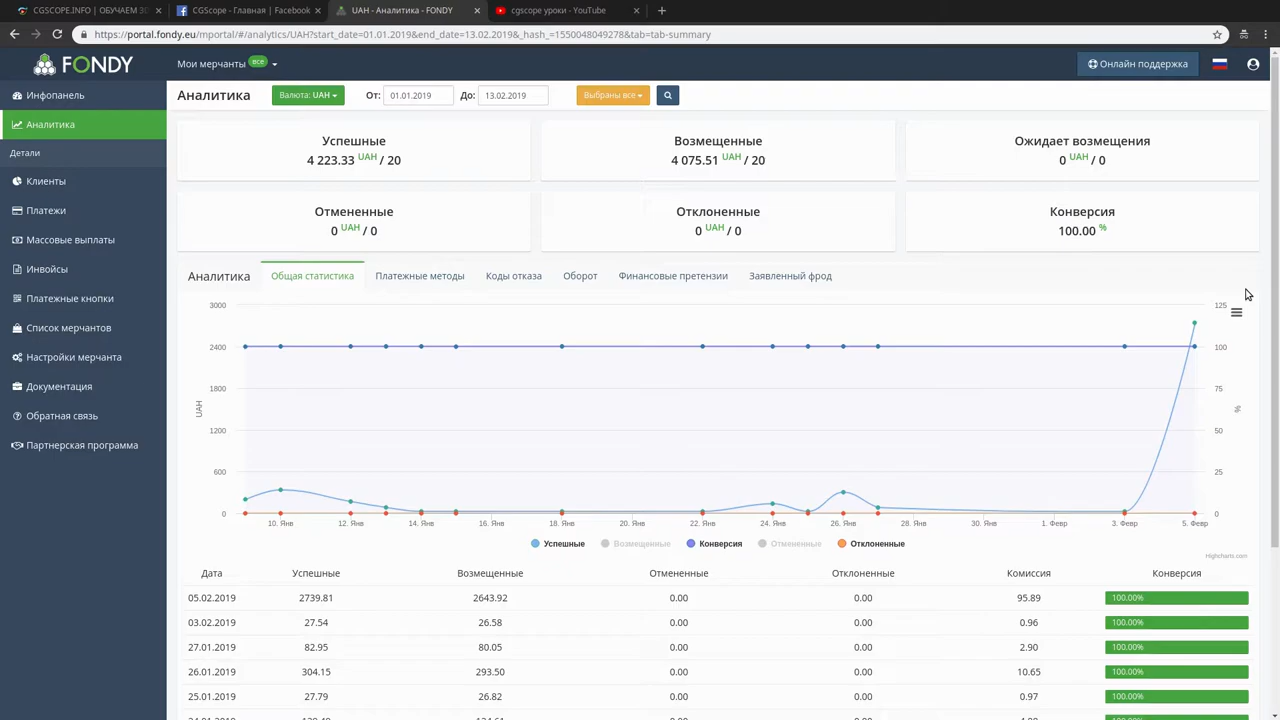 CGSCOPE.INFO | ОБУЧАЕМ 3D
CGScope - Главная | Facebook
UAH - Аналитика - FONDY
cgscope уроки - YouTube
https://portal.fondy.eu/mportal/#/analytics/UAH?start_date=01.01.2019&end_date=13.02.2019&_hash_=1550048049278&tab=tab-summary
FONDY
Мои мерчанты все
Онлайн поддержка
Инфопанель
Аналитика
Детали
Клиенты
Платежи
Массовые выплаты
Инвойсы
Платежные кнопки
Список мерчантов
Настройки мерчанта
Документация
Обратная связь
Партнерская программа
Аналитика Валюта: UAH От: 01.01.2019 До: 13.02.2019 Выбраны все
Успешные
4 223.33 UAH / 20
Возмещенные
4 075.51 UAH / 20
Ожидает возмещения
0 UAH / 0
Отмененные
0 UAH / 0
Отклоненные
0 UAH / 0
Конверсия
100.00 %
Аналитика Общая статистика Платежные методы Коды отказа Оборот Финансовые претензии Заявленный фрод
3000 125
2400 100
1800 75
UAH %
1200 50
600 25
0 0
10. Янв 12. Янв 14. Янв 16. Янв 18. Янв 20. Янв 22. Янв 24. Янв 26. Янв 28. Янв 30. Янв 1. Февр 3. Февр 5. Февр
Успешные Возмещенные Конверсия Отмененные Отклоненные
Highcharts.com
Дата Успешные Возмещенные Отмененные Отклоненные Комиссия Конверсия
05.02.2019 2739.81 2643.92 0.00 0.00 95.89 100.00%
03.02.2019 27.54 26.58 0.00 0.00 0.96 100.00%
27.01.2019 82.95 80.05 0.00 0.00 2.90 100.00%
26.01.2019 304.15 293.50 0.00 0.00 10.65 100.00%
25.01.2019 27.79 26.82 0.00 0.00 0.97 100.00%